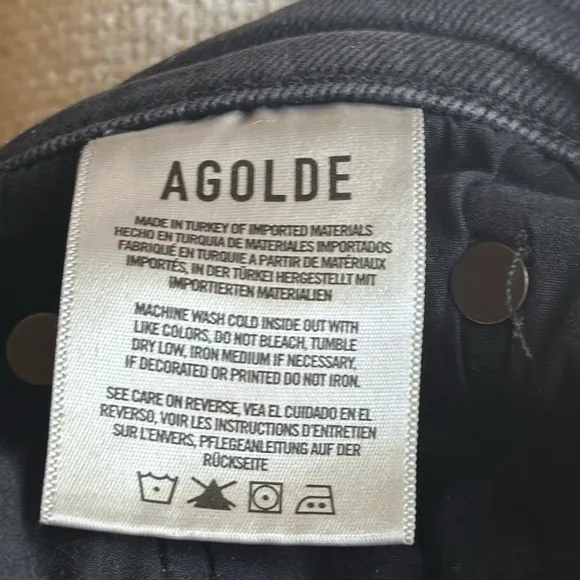 AGOLDE
MADE IN TURKEY OF IMPORTED MATERIALS
HECHO EN TURQUIA DE MATERIALES IMPORTADOS
FABRIQUÉ EN TURQUIE A PARTIR DE MATÉRIAUX
IMPORTÉS, IN DER TÜRKEI HERGESTELLT MIT
IMPORTIERTEN MATERIALIEN
MACHINE WASH COLD INSIDE OUT WITH
LIKE COLORS, DO NOT BLEACH, TUMBLE
DRY LOW, IRON MEDIUM IF NECESSARY,
IF DECORATED OR PRINTED DO NOT IRON.
SEE CARE ON REVERSE, VEA EL CUIDADO EN EL
REVERSO, VOIR LES INSTRUCTIONS D'ENTRETIEN
SUR L'ENVERS, PFLEGEANLEITUNG AUF DER
RÜCKSEITE